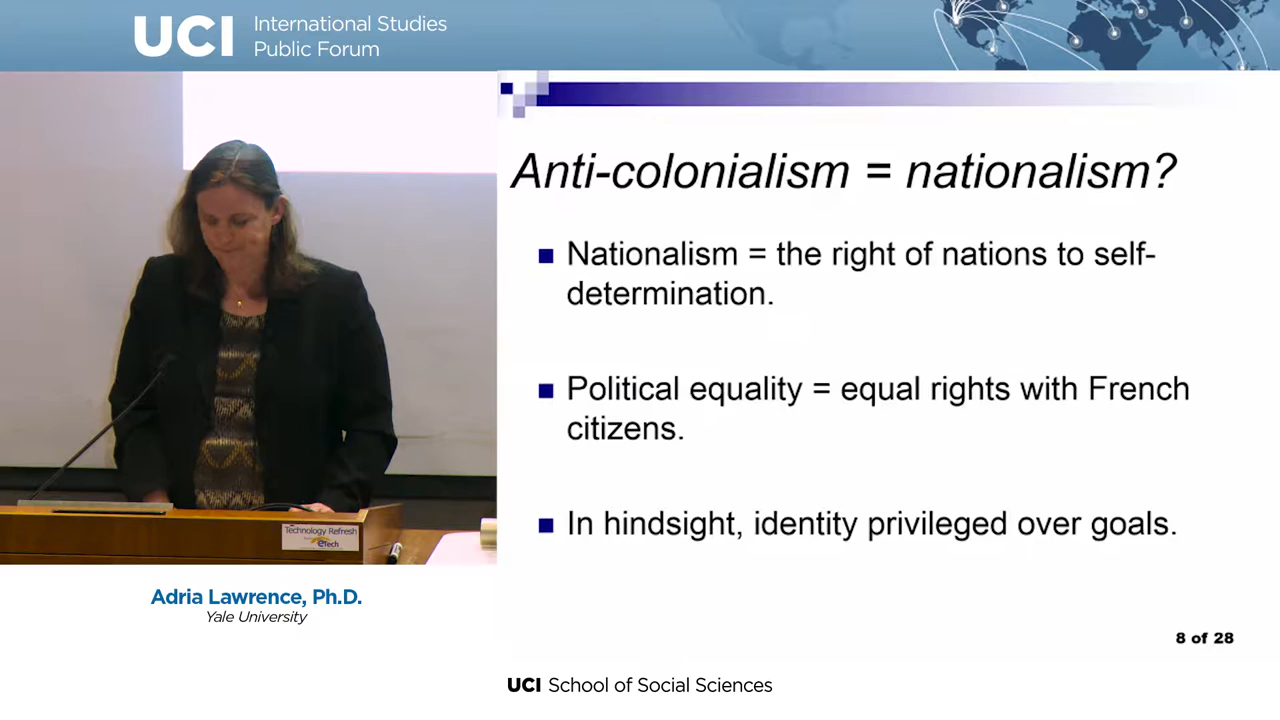 UCI International Studies
Public Forum
Anti-colonialism = nationalism?
Nationalism = the right of nations to self-
determination.
Political equality = equal rights with French
citizens.
In hindsight, identity privileged over goals.
Technology Refresh
eTech
Adria Lawrence, Ph.D.
Yale University
8 of 28
UCI School of Social Sciences